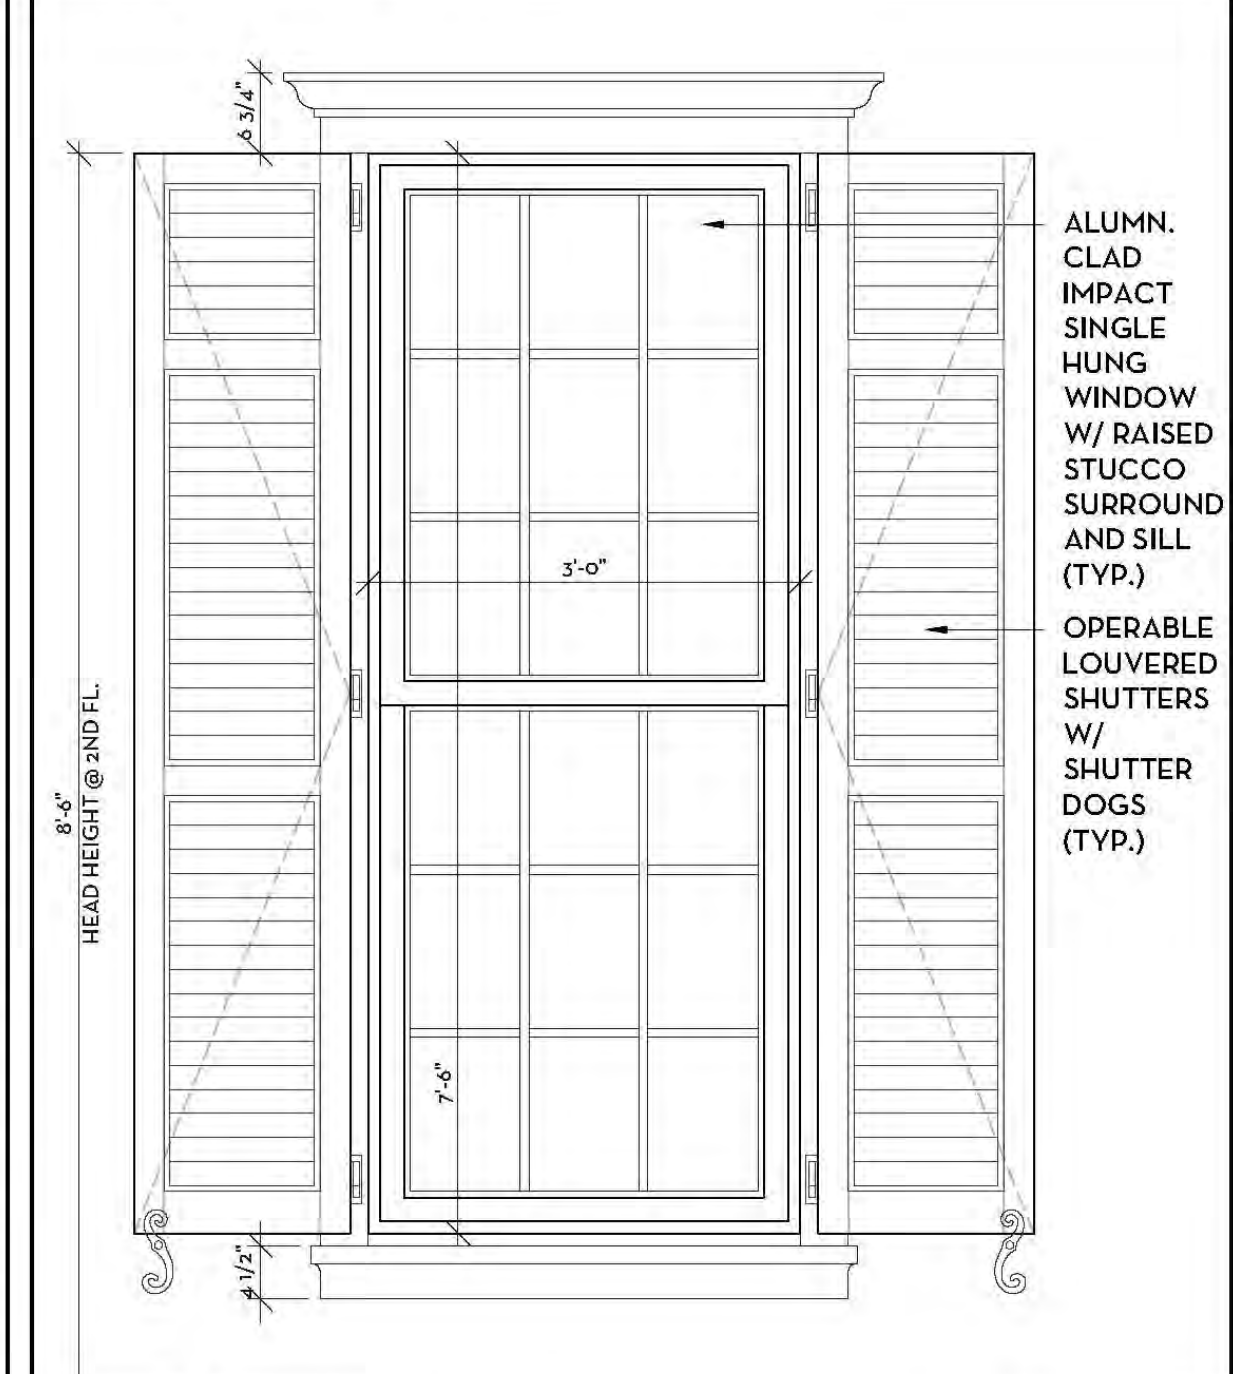 6 3/4"
ALUMN.
CLAD
IMPACT
SINGLE
HUNG
WINDOW
W/ RAISED
STUCCO
SURROUND
AND SILL
(TYP.)
3'-0"
OPERABLE
LOUVERED
SHUTTERS
W/
SHUTTER
DOGS
(TYP.)
8'-6"
HEAD HEIGHT @ 2ND FL.
7'-6"
4 1/2"